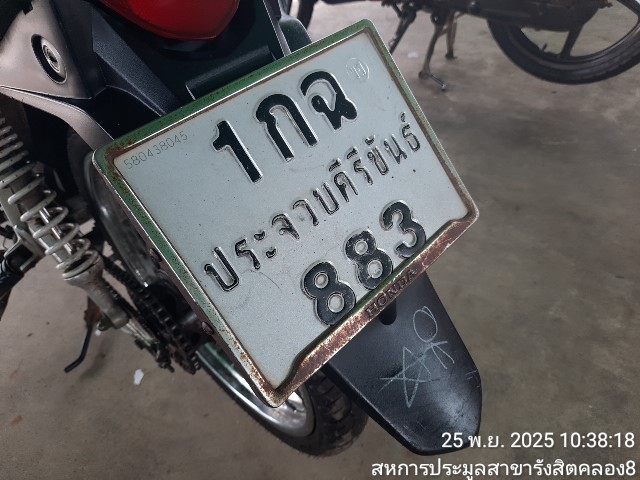 580438045
1กฉ
ประจวบคีรีขันธ์
883
HONDA
OK
25 พ.ย. 2025 10:38:18
สหการประมูลสาขารังสิตคลอง8